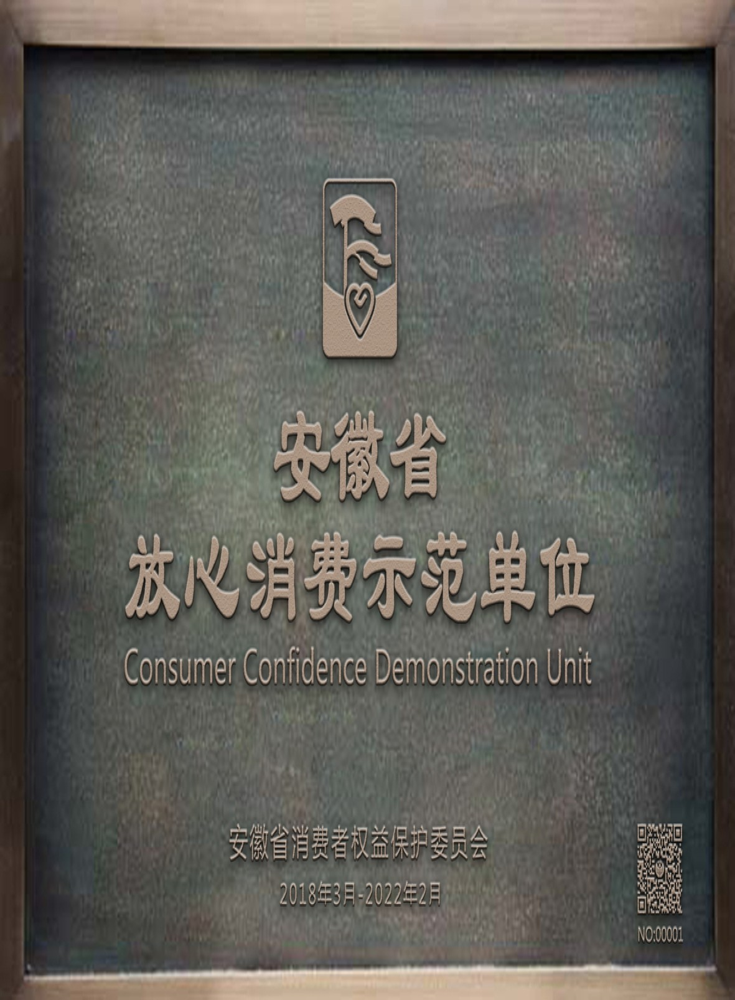 安徽省
放心消费示范单位
Consumer Confidence Demonstration Unit
安徽省消费者权益保护委员会
2018年3月-2022年2月
NO:00001